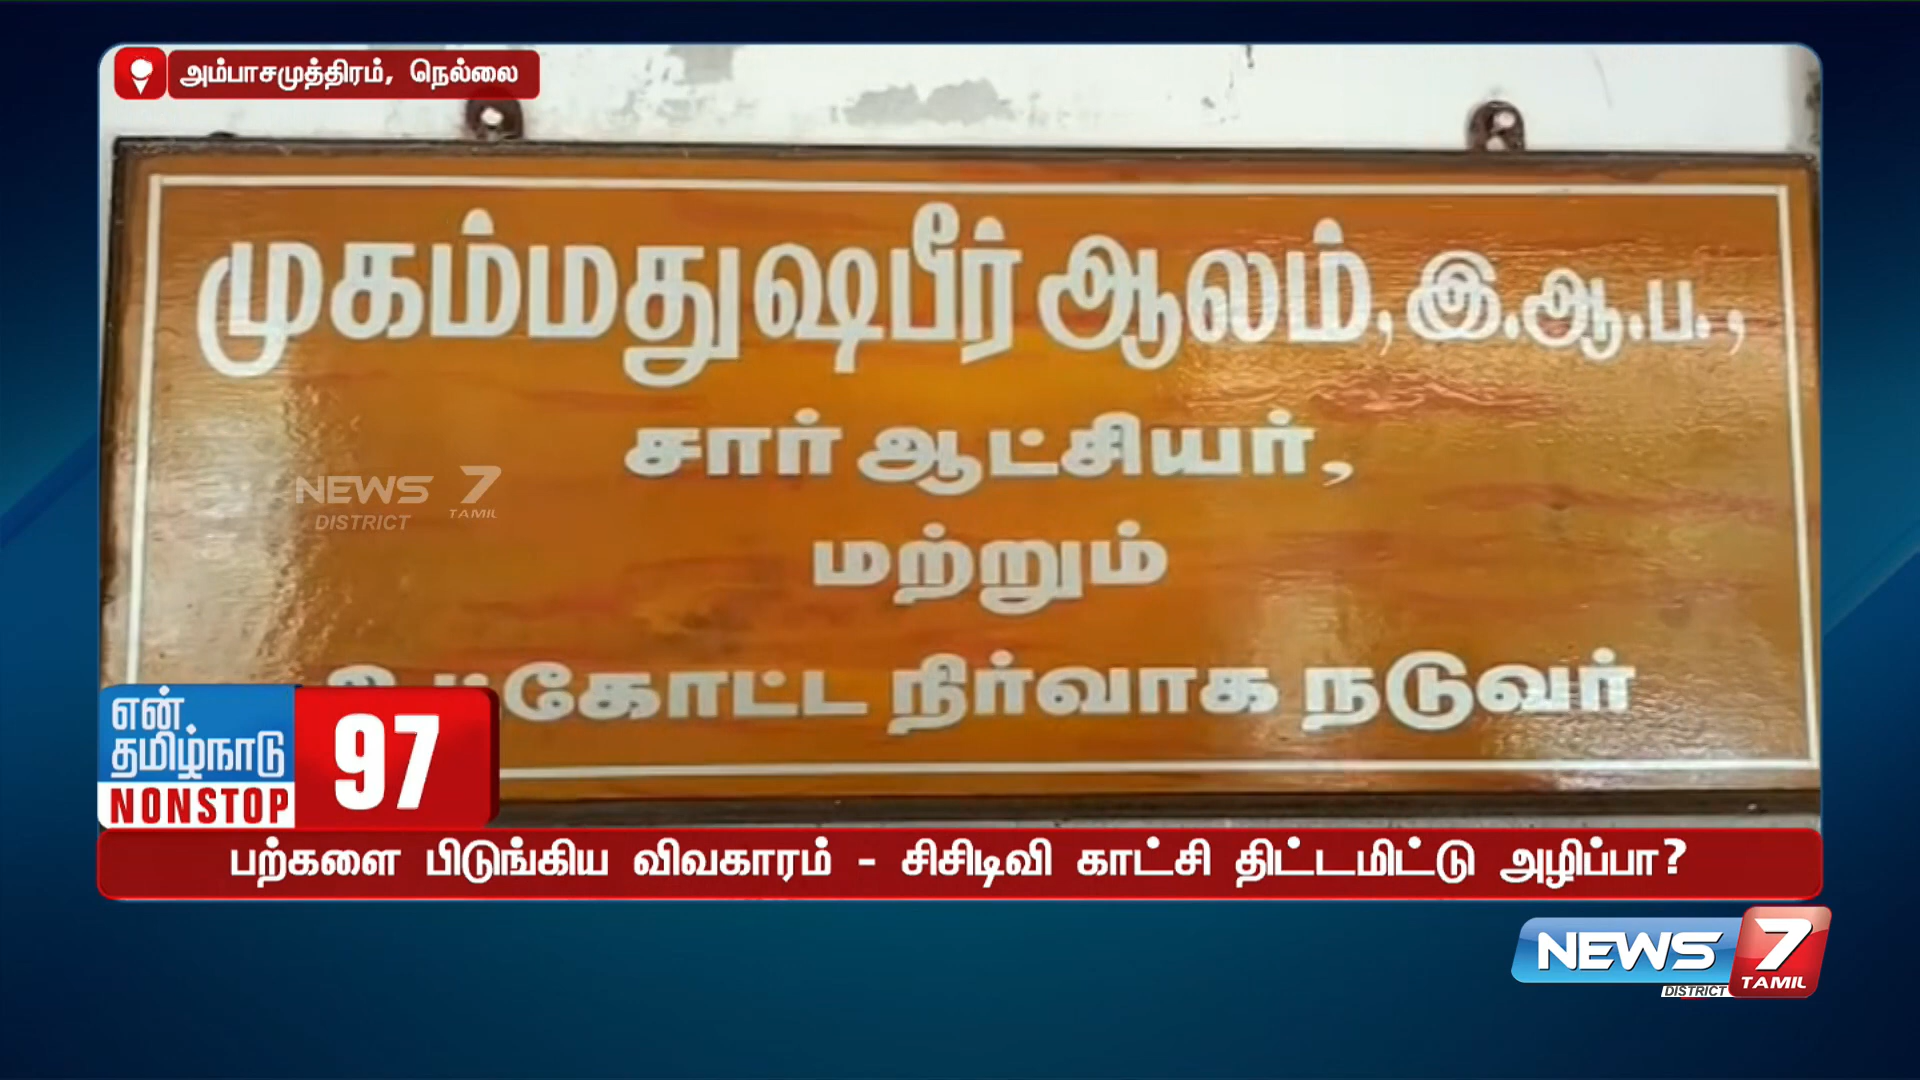 அம்பாசமுத்திரம், நெல்லை
முகம்மது ஷபீர் ஆலம், இ.ஆ.ப.,
சார் ஆட்சியர்,
NEWS 7
DISTRICT TAMIL
மற்றும்
நிர்வாக நடுவர்
என்
தமிழ்நாடு
NONSTOP
97
பற்களை பிடுங்கிய விவகாரம் - சிசிடிவி காட்சி திட்டமிட்டு அழிப்பா?
NEWS 7
DISTRICT TAMIL